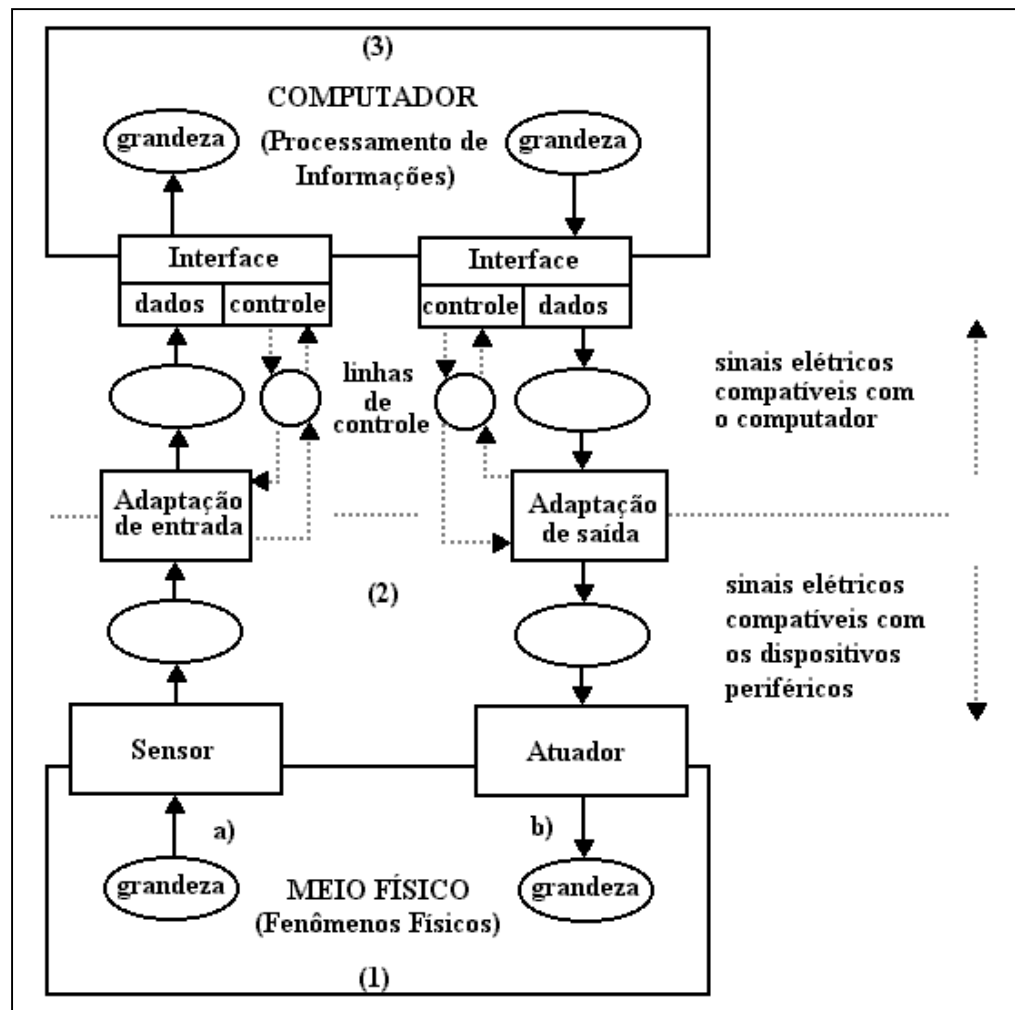 (3)
COMPUTADOR
(Processamento de
Informações)
grandeza
grandeza
Interface
dados
controle
Interface
controle
dados
linhas
de
controle
sinais elétricos
compatíveis com
o computador
Adaptação
de entrada
Adaptação
de saída
(2)
sinais elétricos
compatíveis com
os dispositivos
periféricos
Sensor
Atuador
a)
b)
grandeza
MEIO FÍSICO
(Fenômenos Físicos)
grandeza
(1)